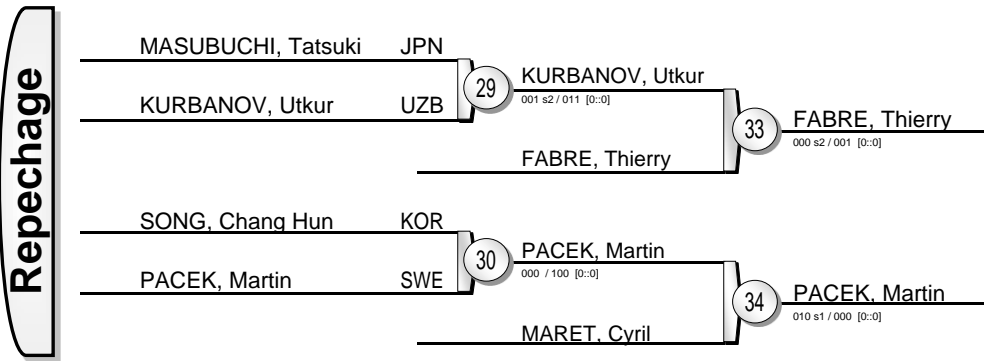 Repechage
MASUBUCHI, Tatsuki JPN
KURBANOV, Utkur UZB
29
KURBANOV, Utkur
001 s2 / 011 [0::0]
FABRE, Thierry
33
FABRE, Thierry
000 s2 / 001 [0::0]
SONG, Chang Hun KOR
PACEK, Martin SWE
30
PACEK, Martin
000 / 100 [0::0]
MARET, Cyril
34
PACEK, Martin
010 s1 / 000 [0::0]